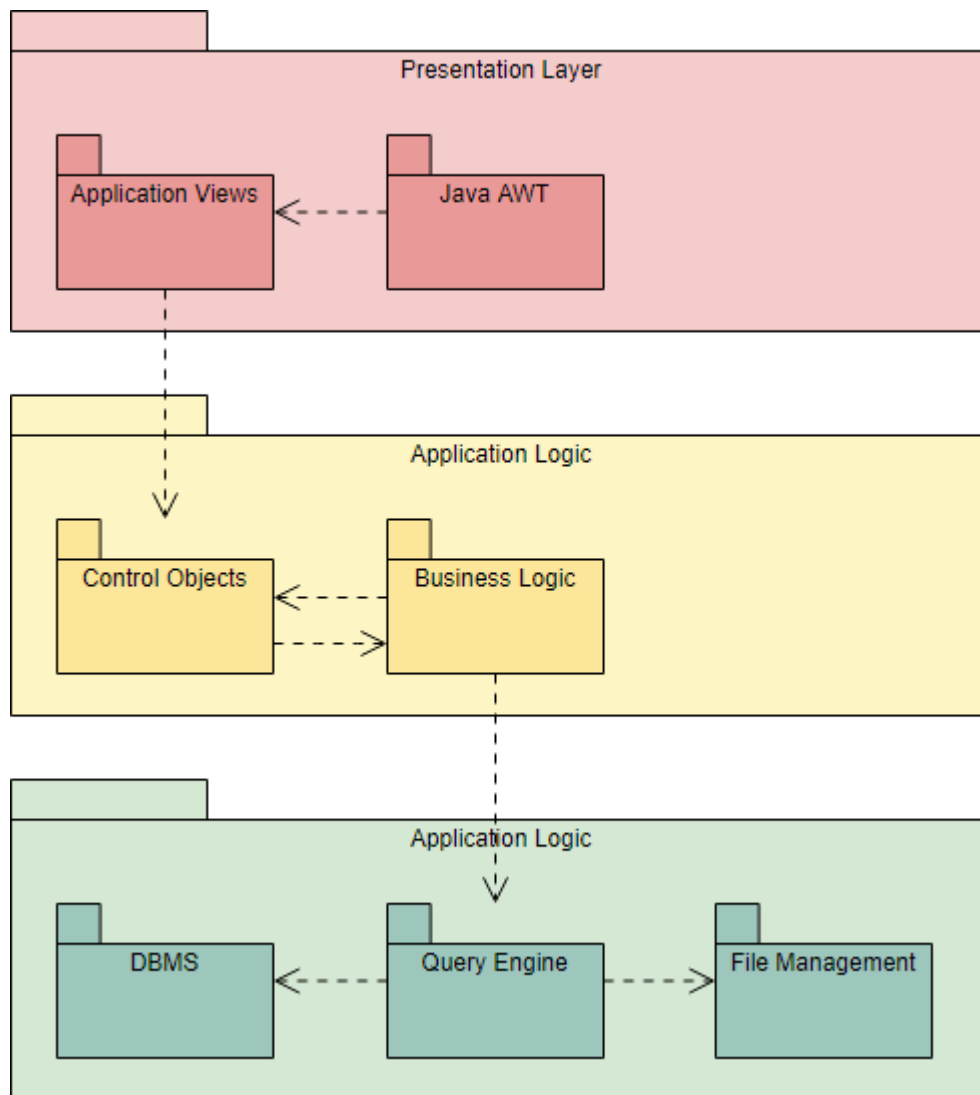 Presentation Layer
Application Views
Java AWT
Application Logic
Control Objects
Business Logic
Application Logic
DBMS
Query Engine
File Management